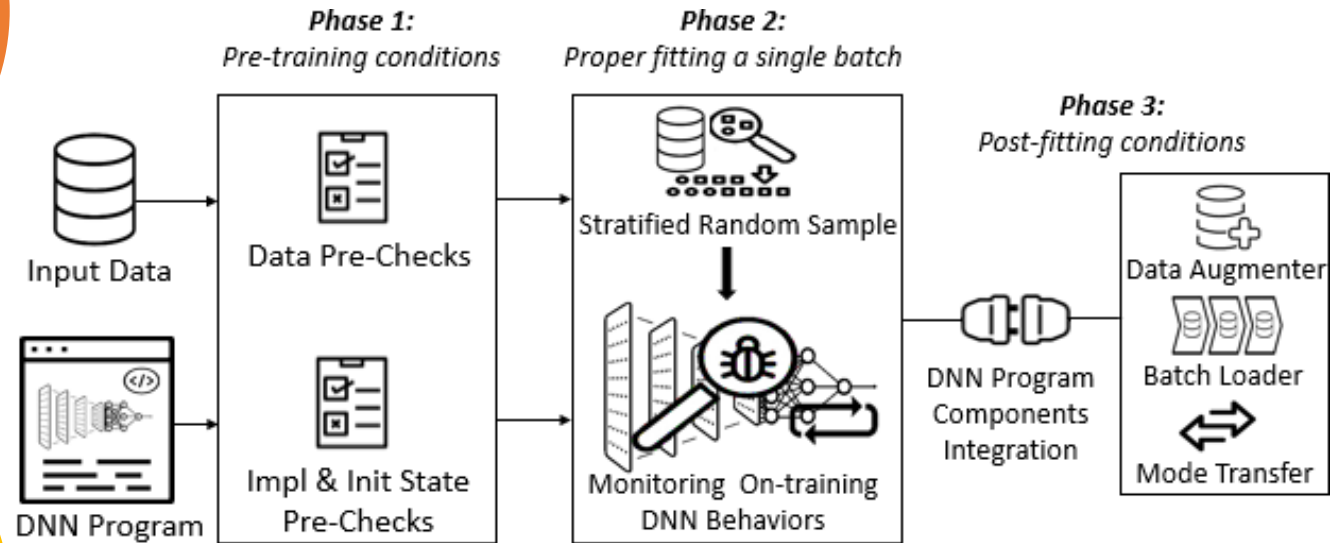 Phase 1:
Pre-training conditions
Phase 2:
Proper fitting a single batch
Phase 3:
Post-fitting conditions
Input Data
DNN Program
</>
Data Pre-Checks
Impl & Init State
Pre-Checks
Stratified Random Sample
Monitoring On-training
DNN Behaviors
DNN Program
Components
Integration
Data Augmenter
Batch Loader
Mode Transfer